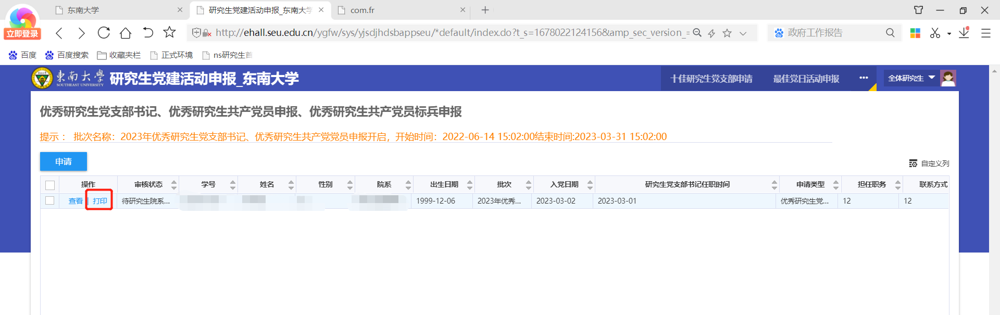 东南大学
研究生党建活动申报_东南大学
com.fr
立即登录
http://ehall.seu.edu.cn/ygfw/sys/yjsdjhdsbappseu/*default/index.do?t_s=1678022124156&amp_sec_version_=
政府工作报告
百度
百度搜索
收藏夹栏
正式环境
ns研究生首
東南大學
SOUTHEAST UNIVERSITY
研究生党建活动申报_东南大学
十佳研究生党支部申请
最佳党日活动申报
全体研究生
优秀研究生党支部书记、优秀研究生共产党员申报、优秀研究生共产党员标兵申报
提示： 批次名称：2023年优秀研究生党支部书记、优秀研究生共产党党员申报开启，开始时间：2022-06-14 15:02:00结束时间:2023-03-31 15:02:00
申请
自定义列
操作 审核状态 学号 姓名 性别 院系 出生日期 批次 入党日期 研究生党支部书记任职时间 申请类型 担任职务 联系方式
查看 | 打印 待研究生院系... 1999-12-06 2023年优秀... 2023-03-02 2023-03-01 优秀研究生党... 12 12